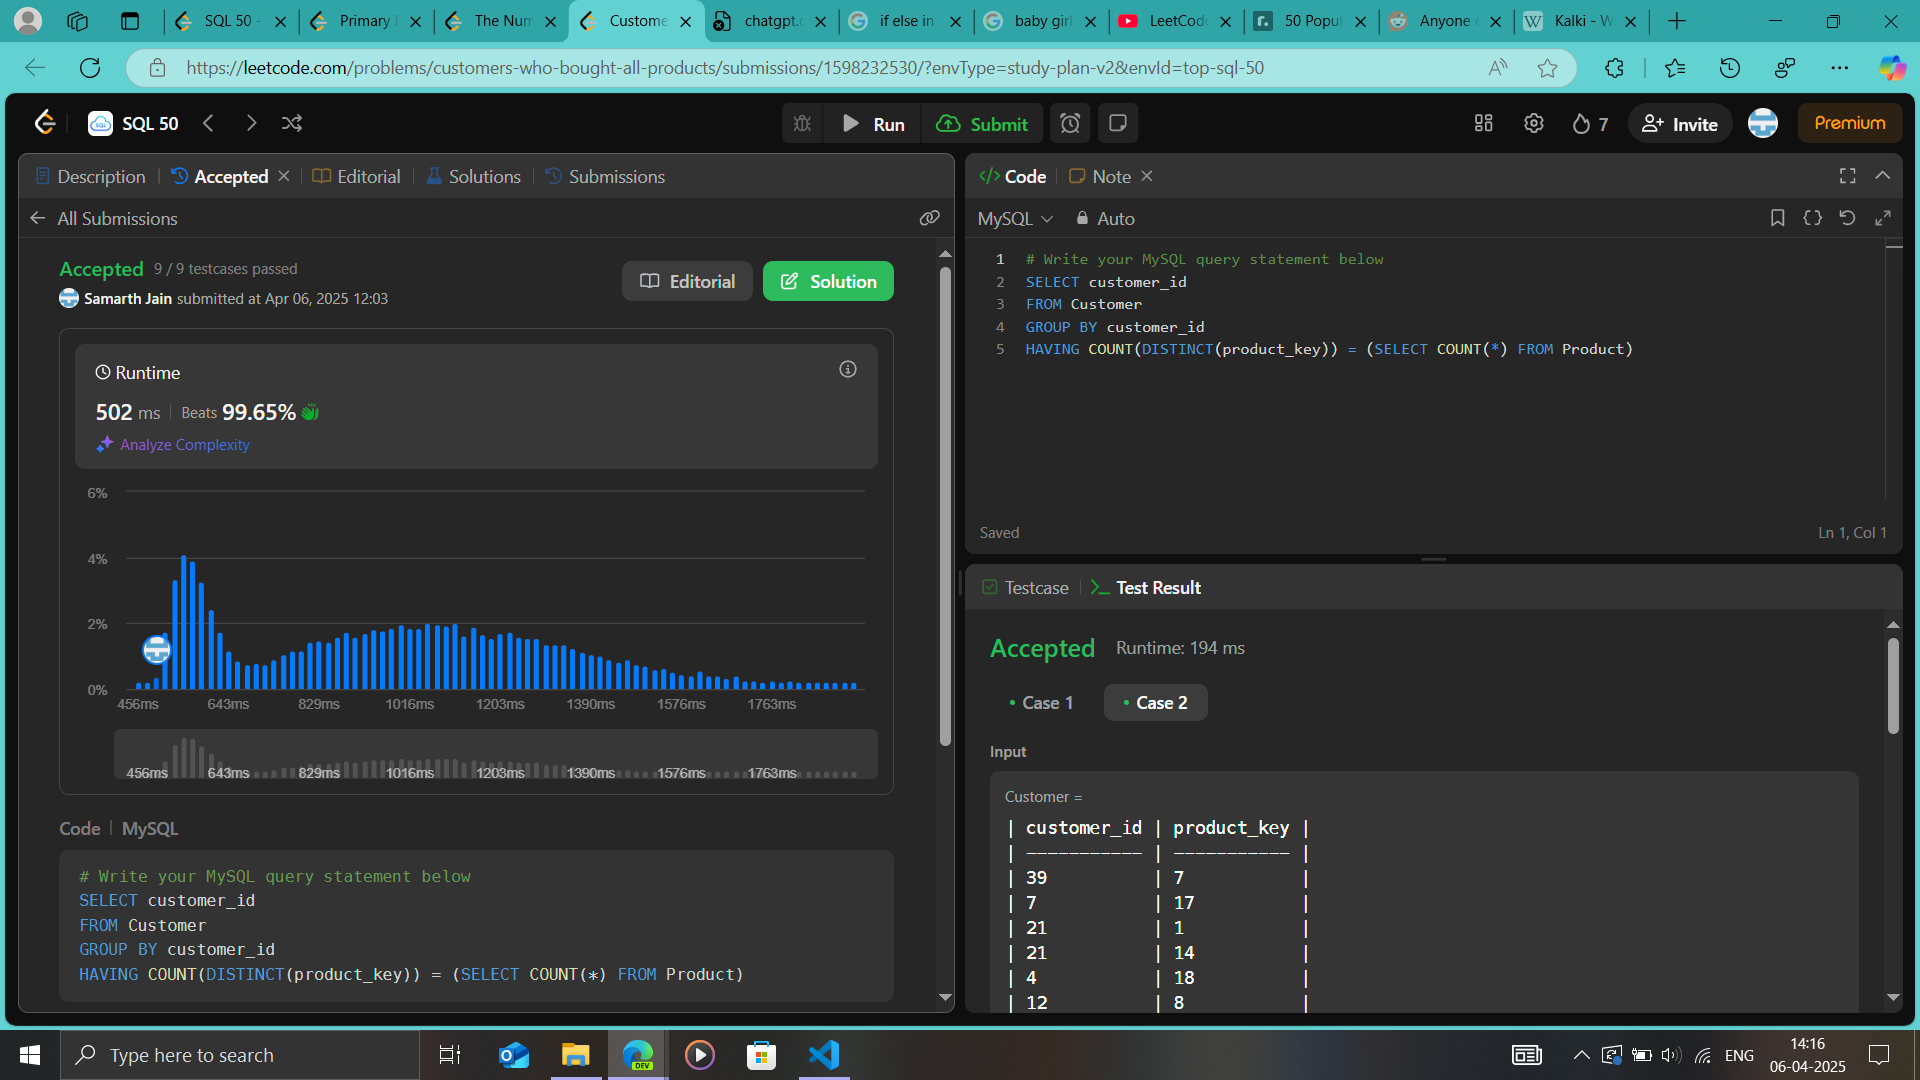 SQL 50 -
Primary D
The Num
Custome
chatgpt.c
if else in
baby girl
LeetCode
50 Popul
Anyone
Kalki - W
https://leetcode.com/problems/customers-who-bought-all-products/submissions/1598232530/?envType=study-plan-v2&envId=top-sql-50
SQL 50
Run
Submit
7
Invite
Premium
Description
Accepted
Editorial
Solutions
Submissions
All Submissions
Accepted 9 / 9 testcases passed
Samarth Jain submitted at Apr 06, 2025 12:03
Editorial
Solution
Runtime
502 ms
Beats 99.65%
Analyze Complexity
6%
4%
2%
0%
456ms 643ms 829ms 1016ms 1203ms 1390ms 1576ms 1763ms
456ms 643ms 829ms 1016ms 1203ms 1390ms 1576ms 1763ms
Code | MySQL
# Write your MySQL query statement below
SELECT customer_id
FROM Customer
GROUP BY customer_id
HAVING COUNT(DISTINCT(product_key)) = (SELECT COUNT(*) FROM Product)
</> Code
Note
MySQL
Auto
1 # Write your MySQL query statement below
2 SELECT customer_id
3 FROM Customer
4 GROUP BY customer_id
5 HAVING COUNT(DISTINCT(product_key)) = (SELECT COUNT(*) FROM Product)
Saved
Ln 1, Col 1
Testcase
Test Result
Accepted Runtime: 194 ms
• Case 1
• Case 2
Input
Customer =
| customer_id | product_key |
| ----------- | ----------- |
| 39 | 7 |
| 7 | 17 |
| 21 | 1 |
| 21 | 14 |
| 4 | 18 |
| 12 | 8 |
Type here to search
DEV
ENG
14:16
06-04-2025